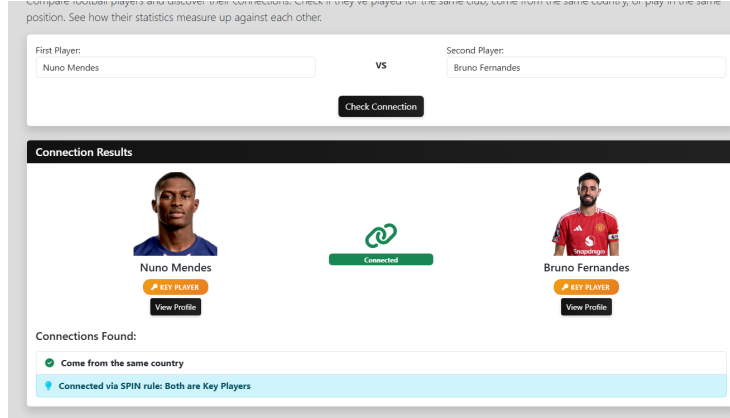 Compare football players and discover their connections. Check if they've played for the same club, come from the same country, or play in the same
position. See how their statistics measure up against each other.
First Player:
Second Player:
Nuno Mendes
VS
Bruno Fernandes
Check Connection
Connection Results
Snapdragon
Connected
Nuno Mendes
Bruno Fernandes
KEY PLAYER
KEY PLAYER
View Profile
View Profile
Connections Found:
Come from the same country
Connected via SPIN rule: Both are Key Players